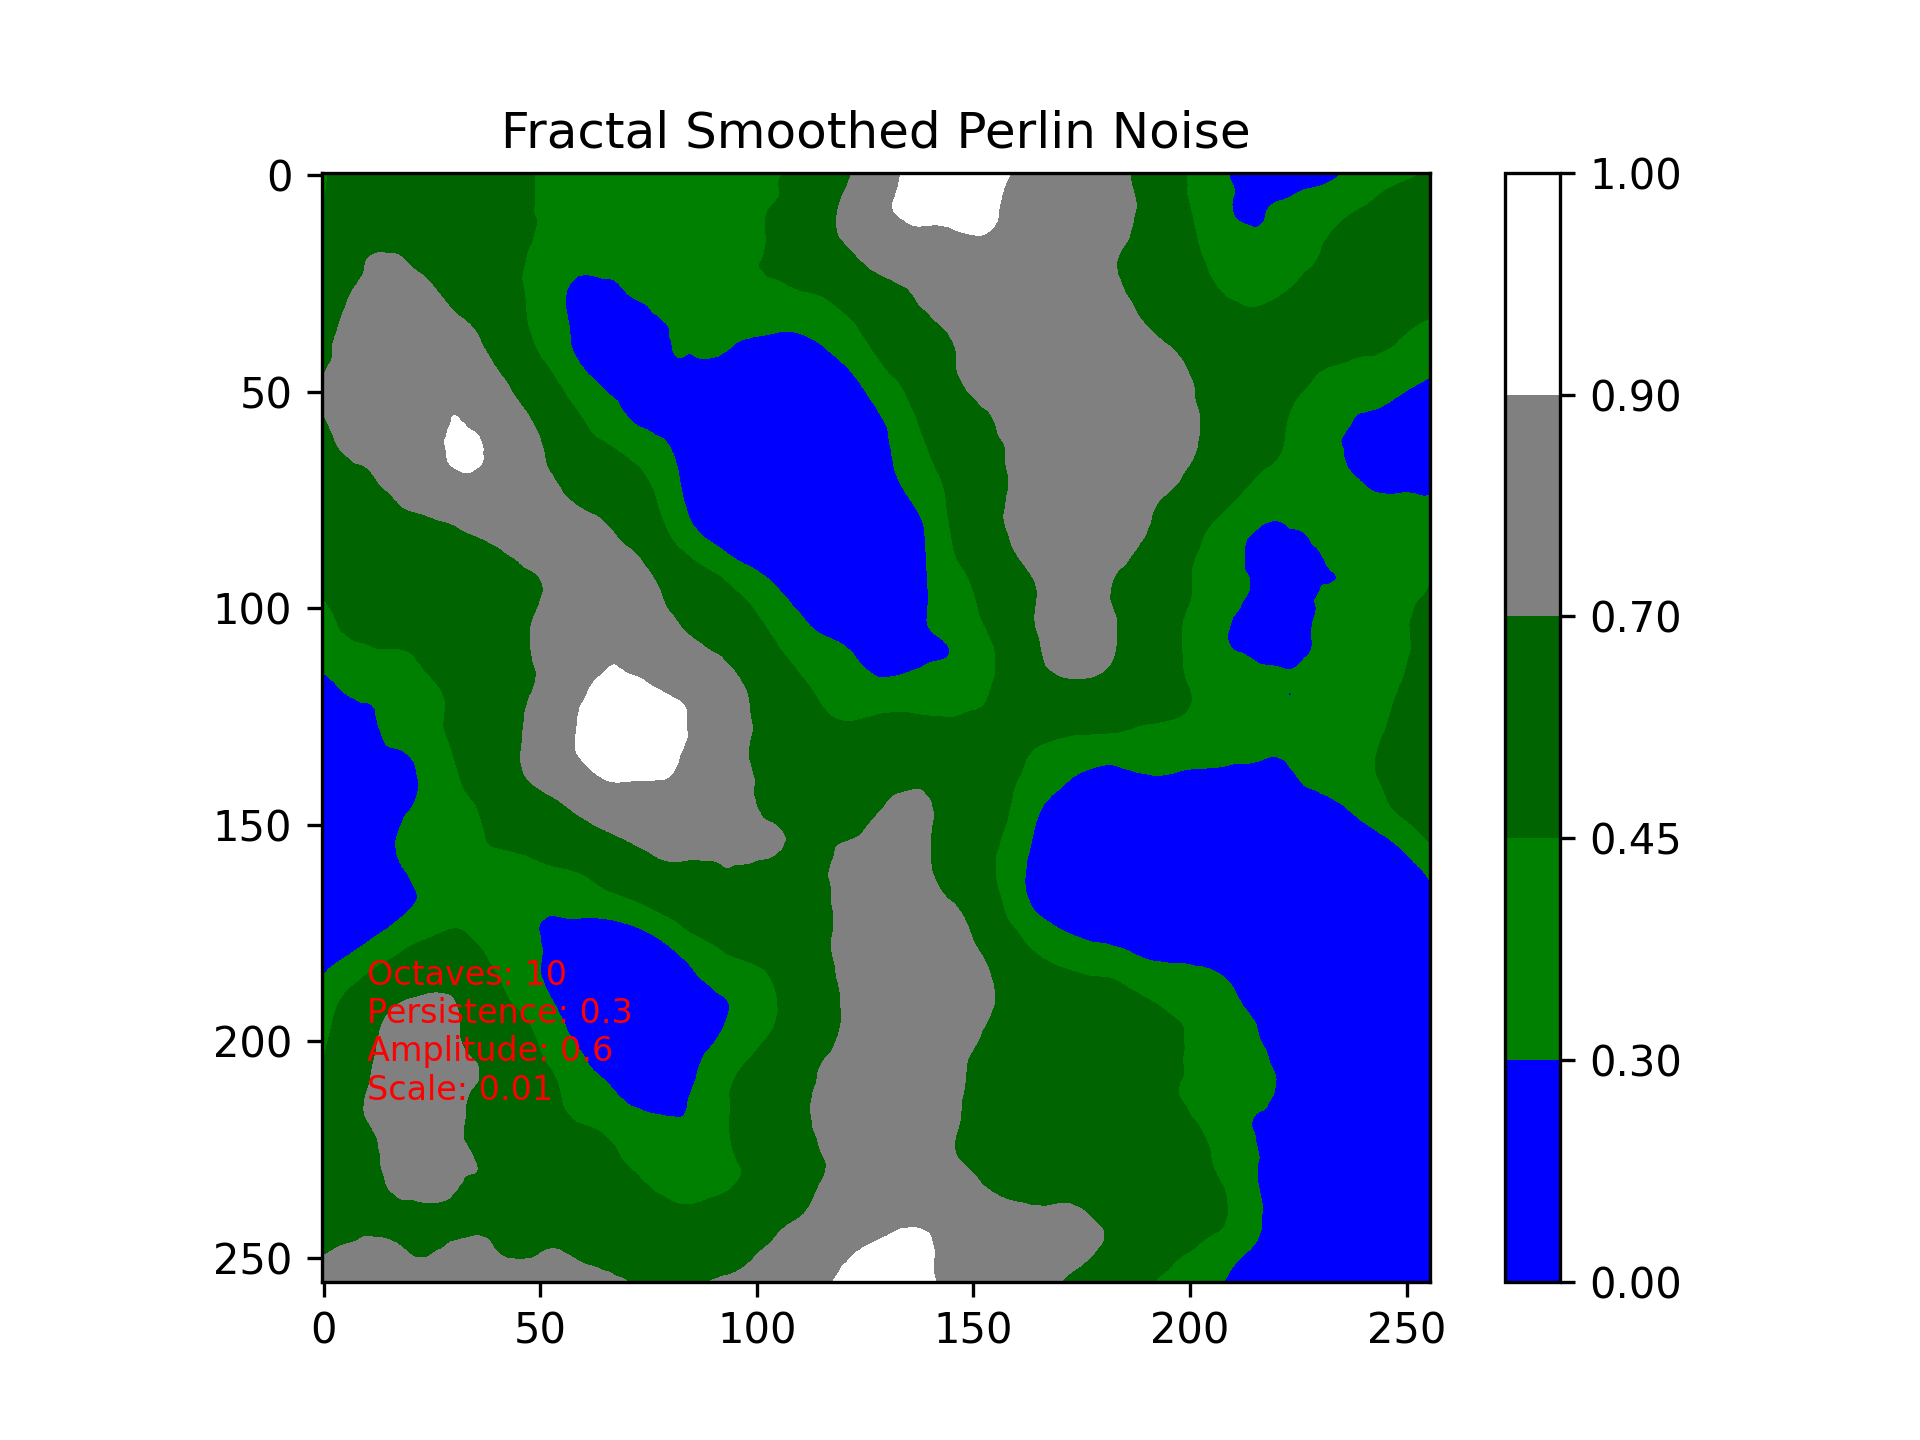 Fractal Smoothed Perlin Noise
0
50
100
150
200
250
Octaves: 10
Persistence: 0.3
Amplitude: 0.6
Scale: 0.01
0 50 100 150 200 250
1.00
0.90
0.70
0.45
0.30
0.00